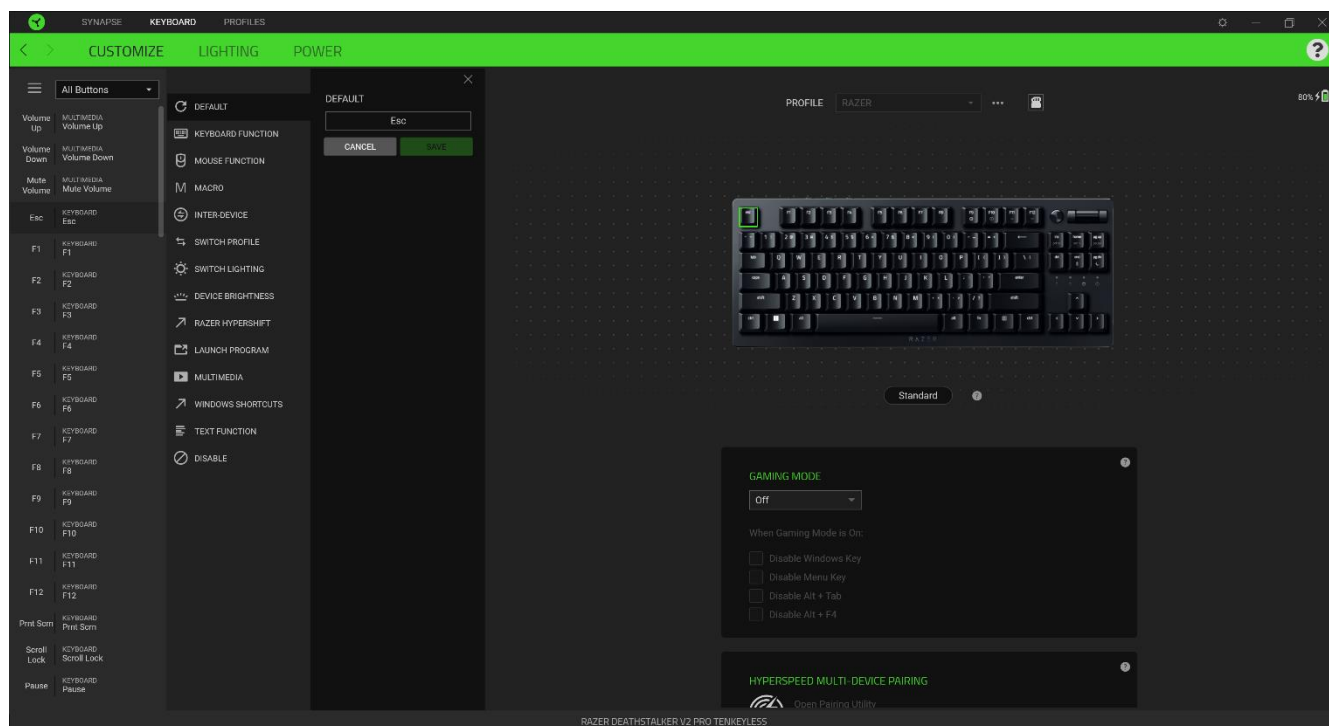 SYNAPSE KEYBOARD PROFILES
CUSTOMIZE LIGHTING POWER
?
All Buttons
Volume Up MULTIMEDIA Volume Up
Volume Down MULTIMEDIA Volume Down
Mute Volume MULTIMEDIA Mute Volume
Esc KEYBOARD Esc
F1 KEYBOARD F1
F2 KEYBOARD F2
F3 KEYBOARD F3
F4 KEYBOARD F4
F5 KEYBOARD F5
F6 KEYBOARD F6
F7 KEYBOARD F7
F8 KEYBOARD F8
F9 KEYBOARD F9
F10 KEYBOARD F10
F11 KEYBOARD F11
F12 KEYBOARD F12
Prnt Scrn KEYBOARD Prnt Scrn
Scroll Lock KEYBOARD Scroll Lock
Pause KEYBOARD Pause
DEFAULT
KEYBOARD FUNCTION
MOUSE FUNCTION
MACRO
INTER-DEVICE
SWITCH PROFILE
SWITCH LIGHTING
DEVICE BRIGHTNESS
RAZER HYPERSHIFT
LAUNCH PROGRAM
MULTIMEDIA
WINDOWS SHORTCUTS
TEXT FUNCTION
DISABLE
DEFAULT
Esc
CANCEL SAVE
PROFILE RAZER
80%
Q W E R T Y U I O P
A S D F G H J K L
Z X C V B N M
RAZER
Standard ?
GAMING MODE ?
Off
When Gaming Mode is On:
Disable Windows Key
Disable Menu Key
Disable Alt + Tab
Disable Alt + F4
HYPERSPEED MULTI-DEVICE PAIRING ?
Open Pairing Utility
RAZER DEATHSTALKER V2 PRO TENKEYLESS